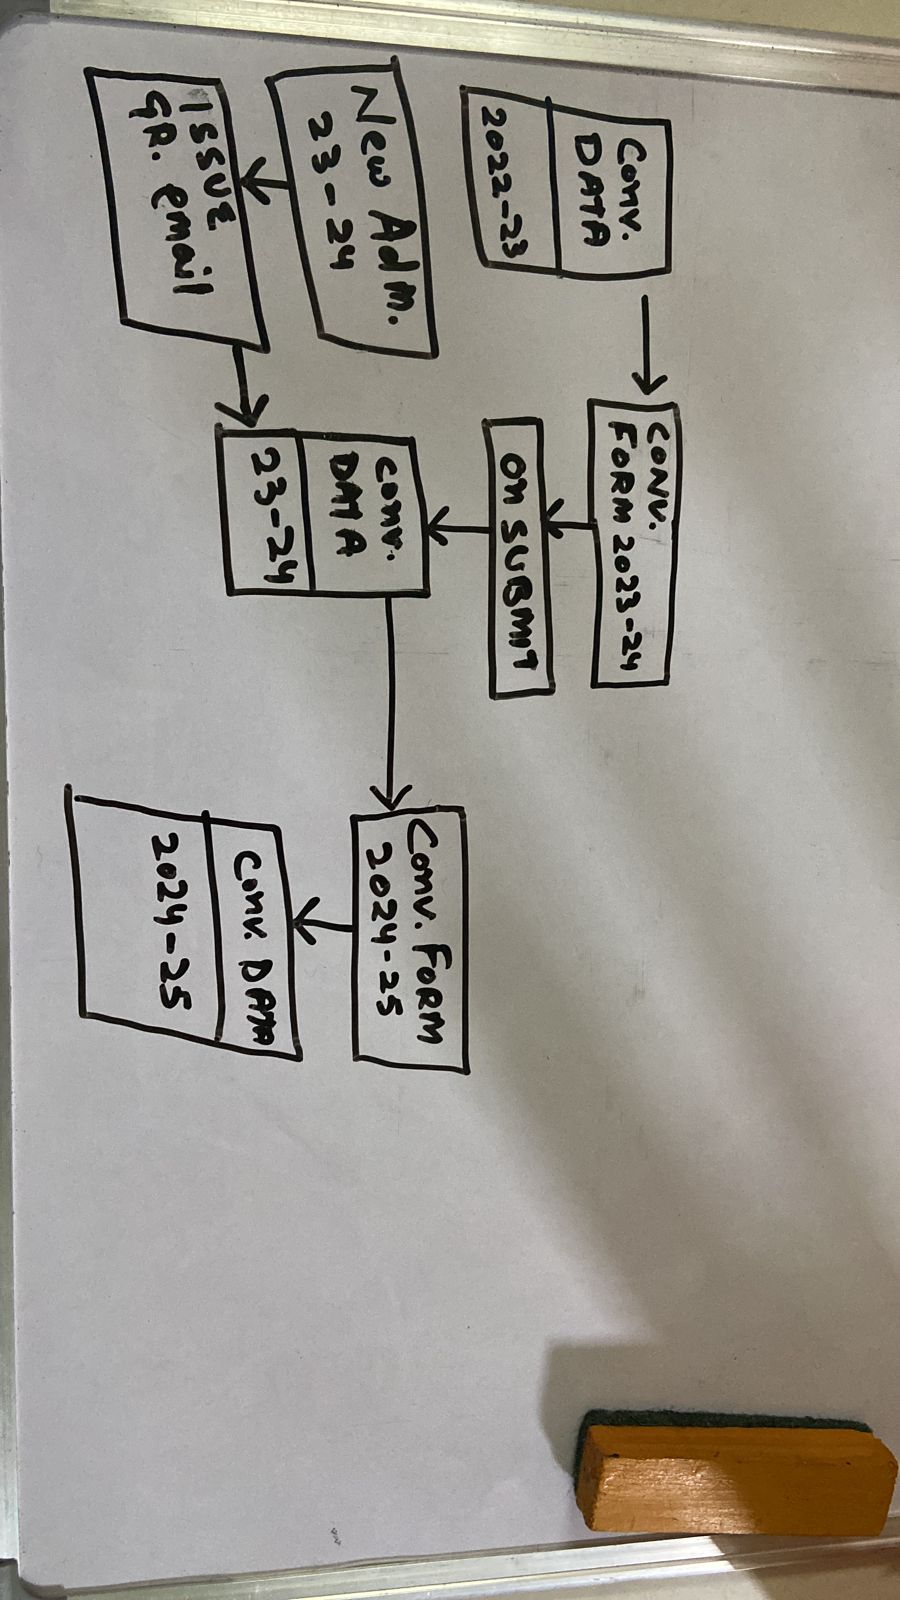 Conv.
DATA
2022-23
CONV.
FORM 2023-24
ON SUBMIT
New Adm.
23-24
ISSUE
GR. email
CONV.
DATA
23-24
Conv. FORM
2024-25
CONV. DATA
2024-25